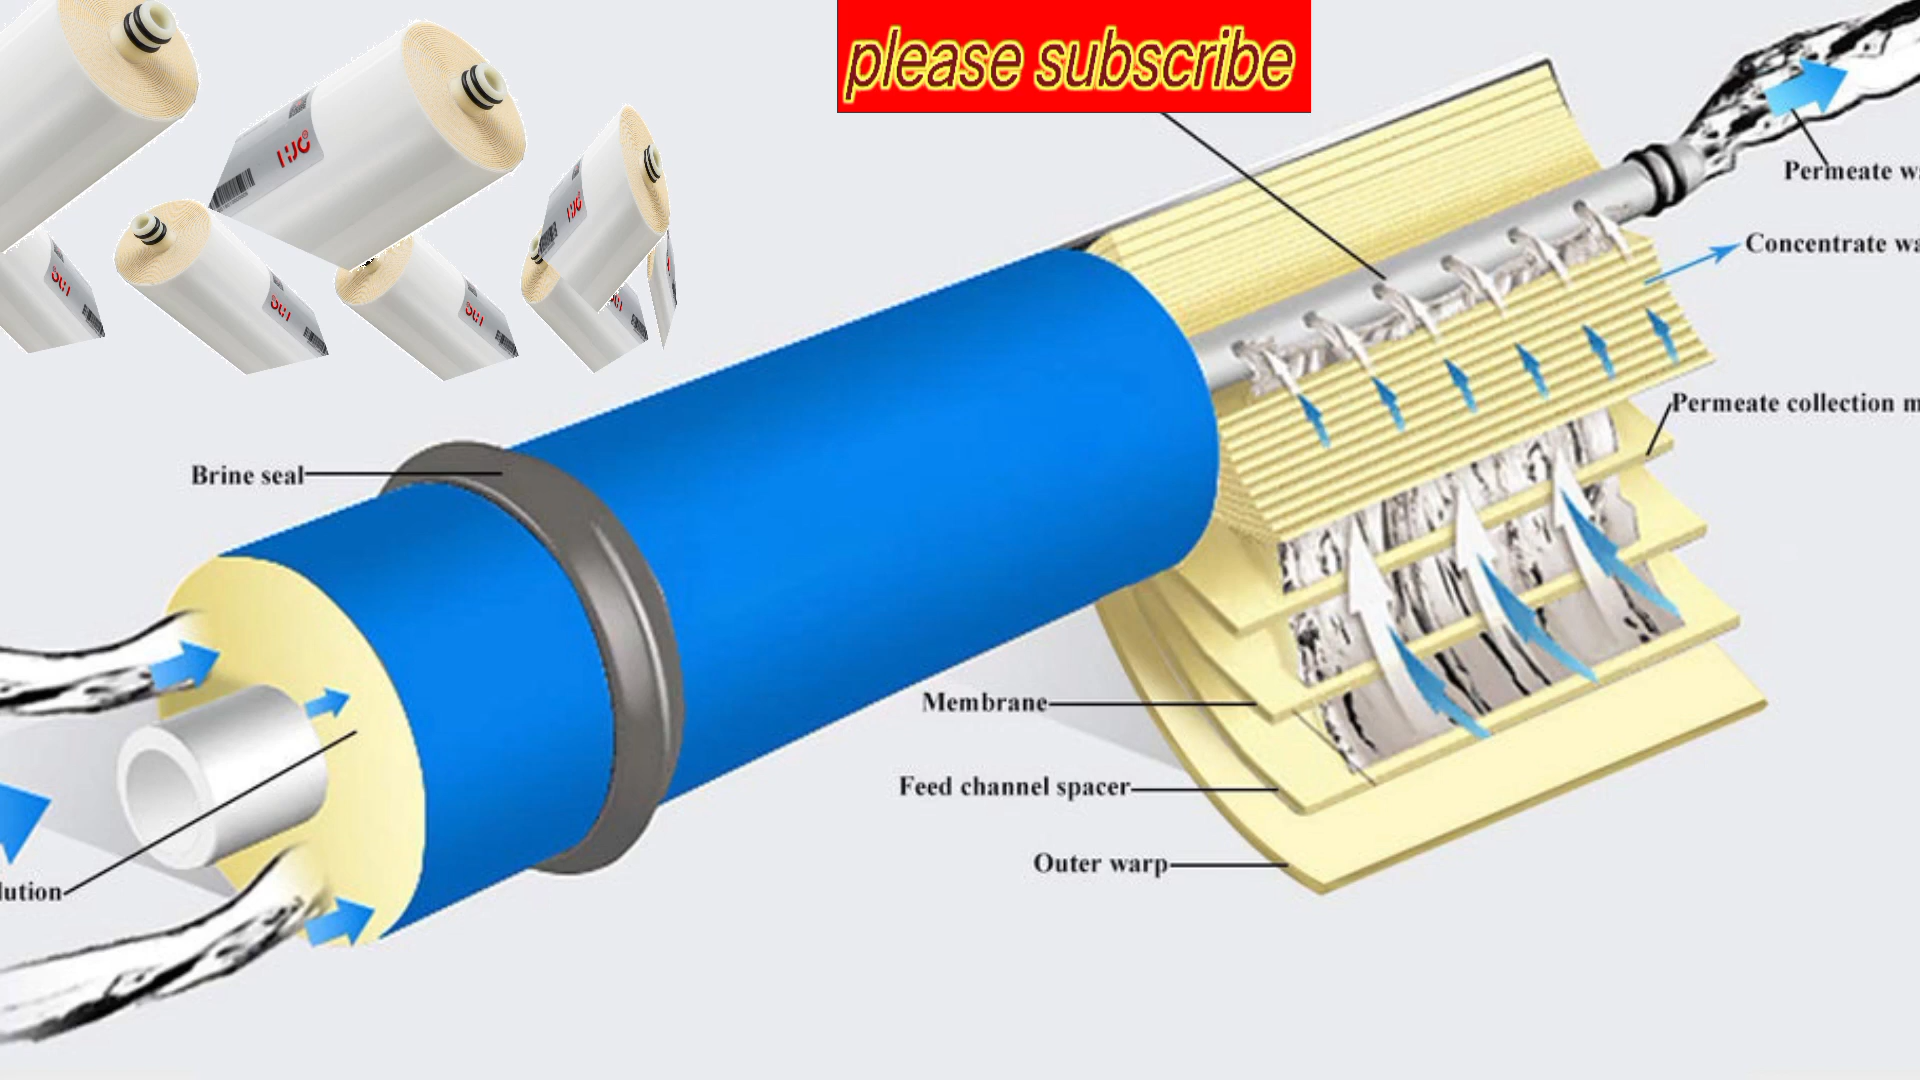 please subscribe
Permeate w
Concentrate wa
Permeate collection m
Brine seal
Membrane
Feed channel spacer
Outer warp
lution